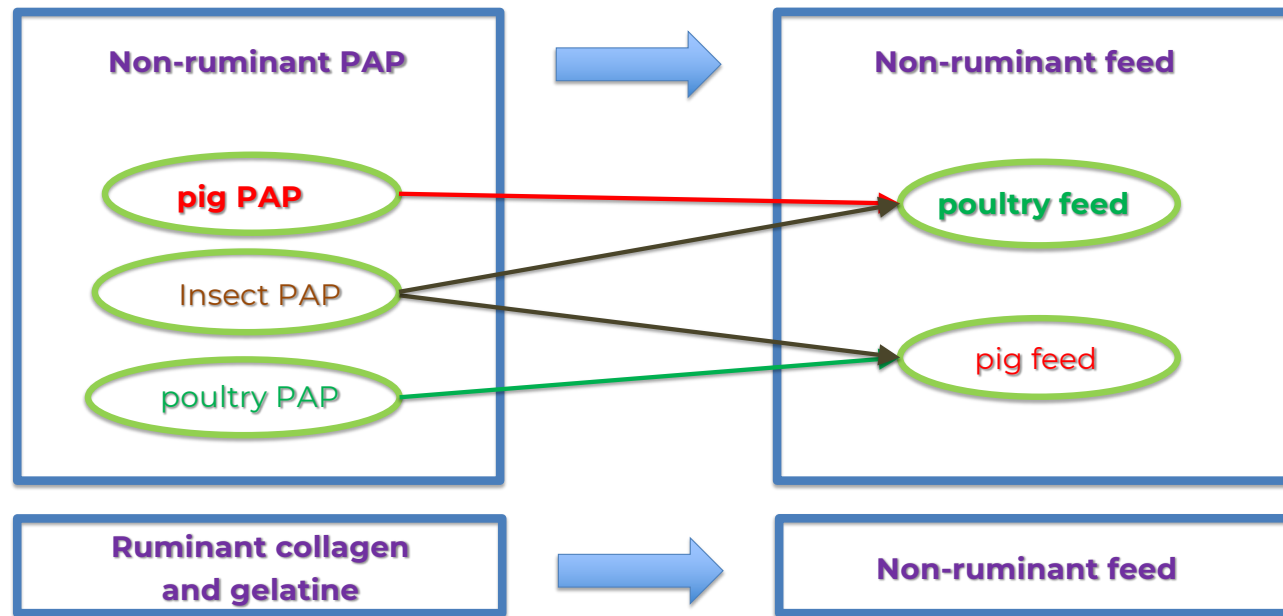 Non-ruminant PAP
Non-ruminant feed
pig PAP
poultry feed
Insect PAP
pig feed
poultry PAP
Ruminant collagen
and gelatine
Non-ruminant feed